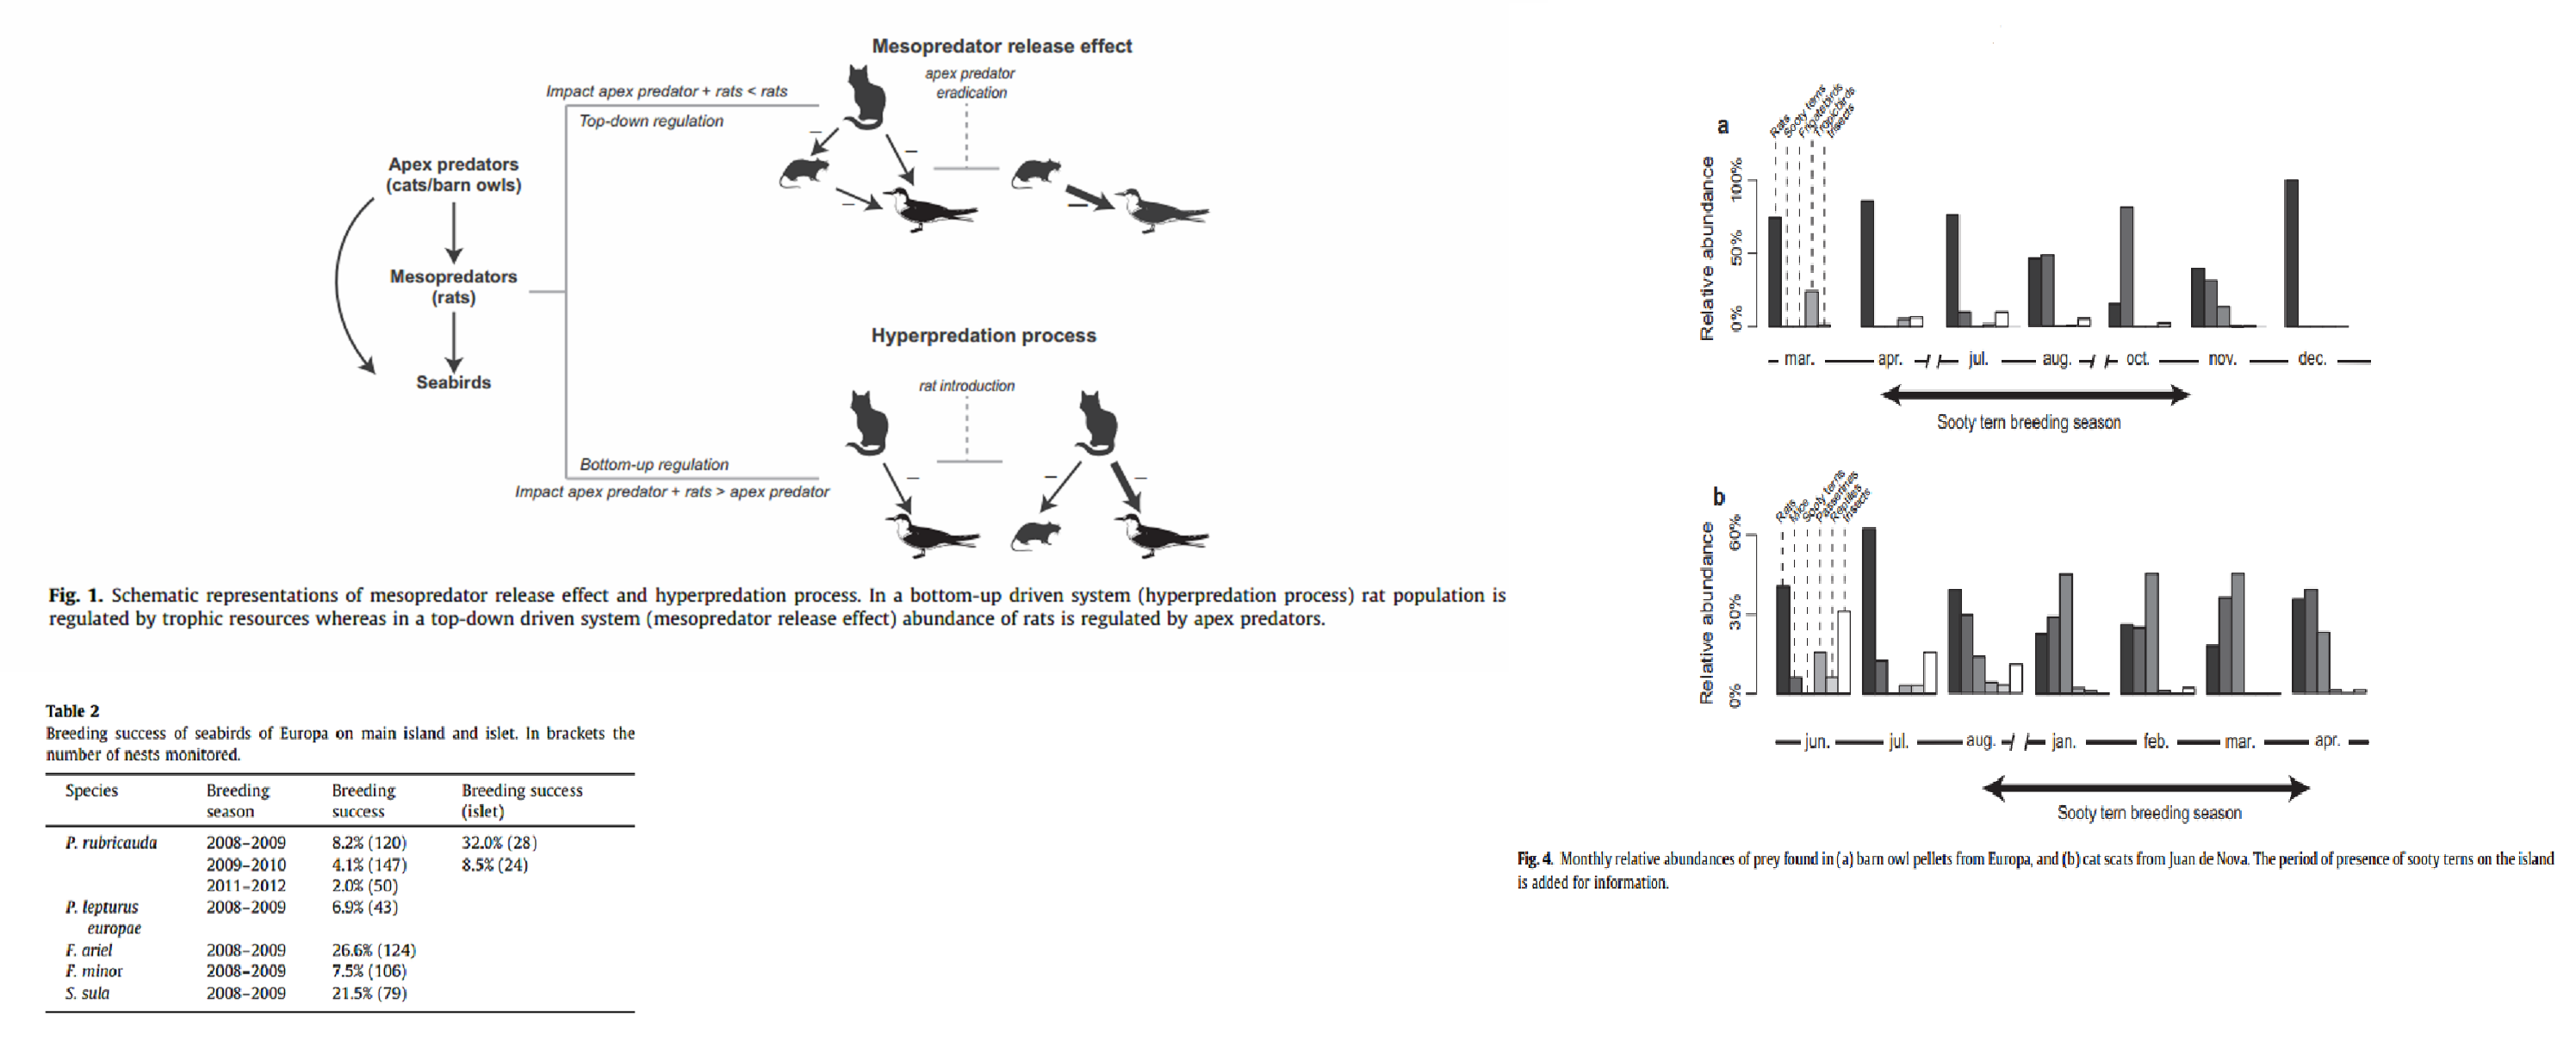 Mesopredator release effect
Impact apex predator + rats < rats
Top-down regulation
apex predator
eradication
–
–
–
–
Apex predators
(cats/barn owls)
Mesopredators
(rats)
Seabirds
Hyperpredation process
rat introduction
–
–
–
Bottom-up regulation
Impact apex predator + rats > apex predator
Fig. 1. Schematic representations of mesopredator release effect and hyperpredation process. In a bottom-up driven system (hyperpredation process) rat population is
regulated by trophic resources whereas in a top-down driven system (mesopredator release effect) abundance of rats is regulated by apex predators.
Table 2
Breeding success of seabirds of Europa on main island and islet. In brackets the
number of nests monitored.
Species Breeding season Breeding success Breeding success (islet)
P. rubricauda 2008–2009 8.2% (120) 32.0% (28)
2009–2010 4.1% (147) 8.5% (24)
2011–2012 2.0% (50)
P. lepturus 2008–2009 6.9% (43)
europae
F. ariel 2008–2009 26.6% (124)
F. minor 2008–2009 7.5% (106)
S. sula 2008–2009 21.5% (79)
a
Rats
Sooty terns
Frigatebirds
Tropicbirds
Insects
Relative abundance
100%
50%
0%
mar. apr. jul. aug. oct. nov. dec.
Sooty tern breeding season
b
Rats
Mice
Sooty terns
Passerines
Reptiles
Insects
Relative abundance
60%
30%
0%
jun. jul. aug. jan. feb. mar. apr.
Sooty tern breeding season
Fig. 4. Monthly relative abundances of prey found in (a) barn owl pellets from Europa, and (b) cat scats from Juan de Nova. The period of presence of sooty terns on the island
is added for information.